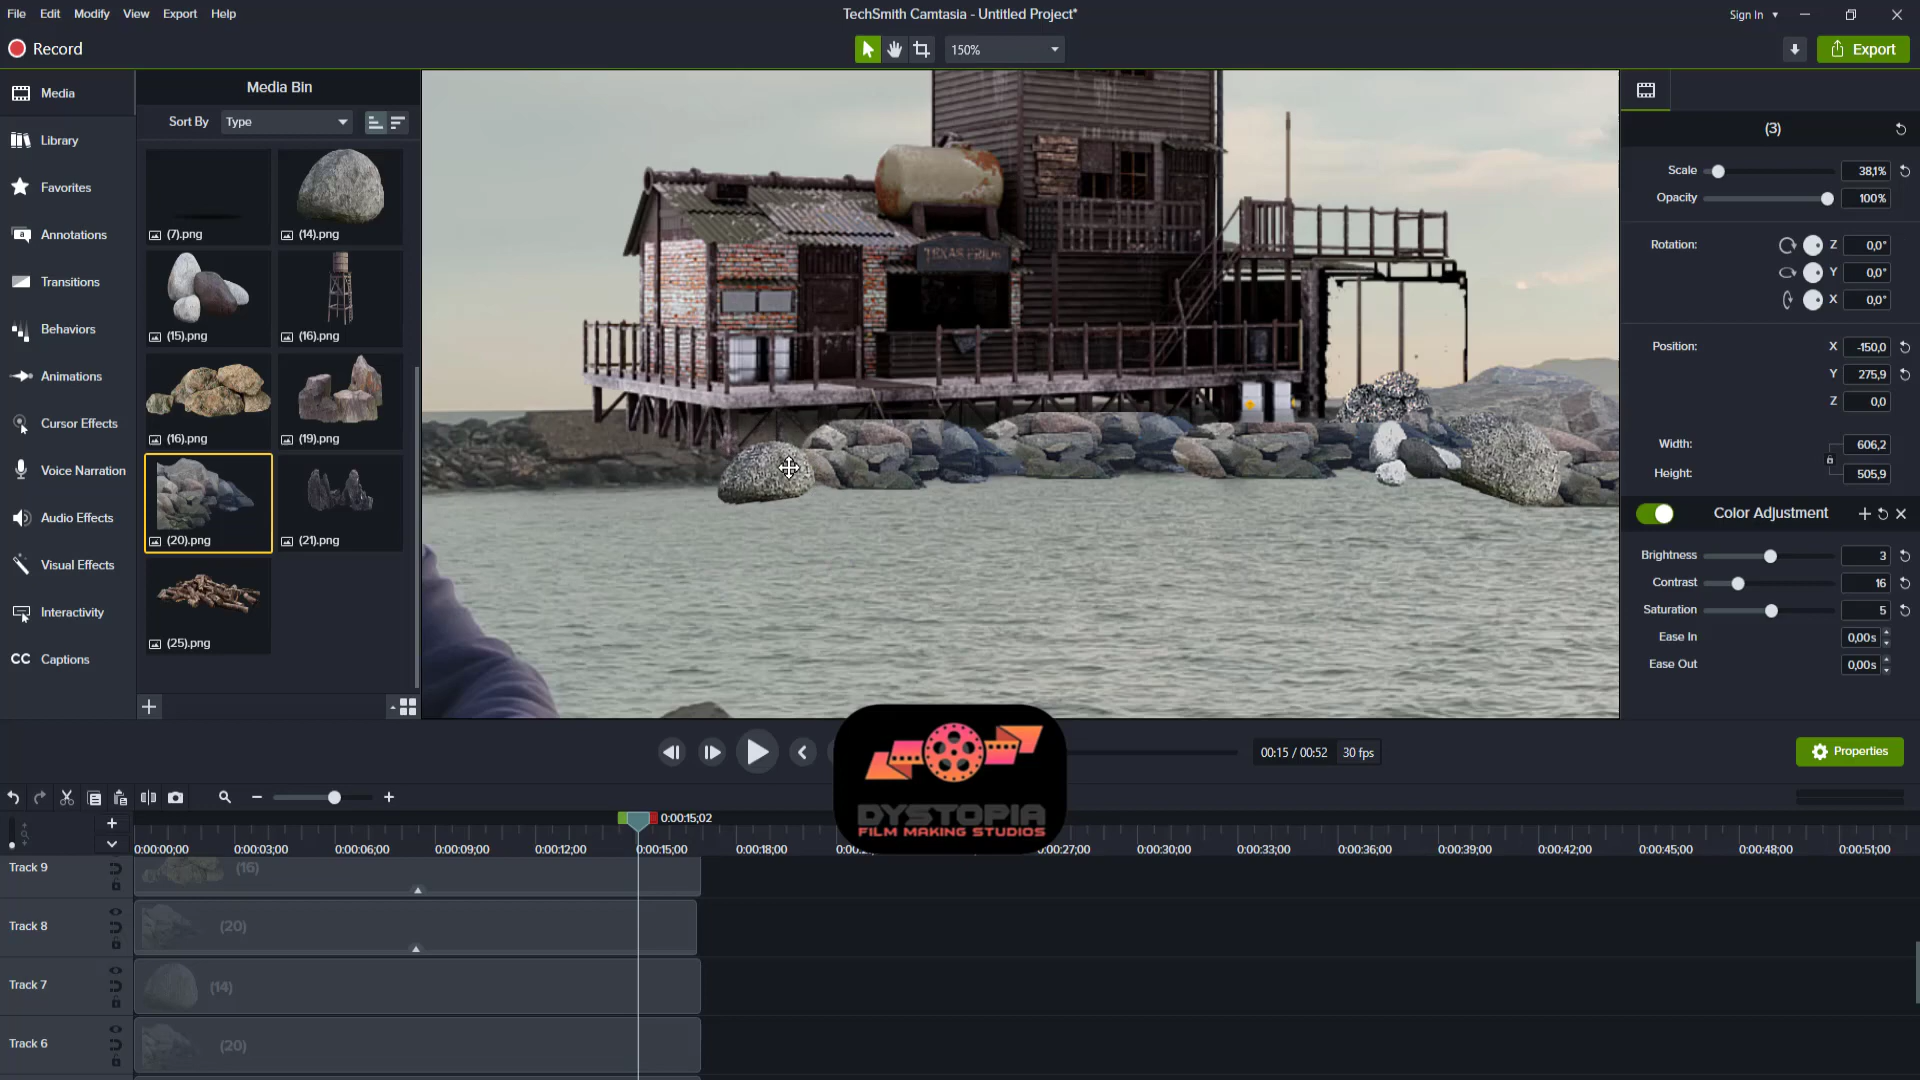 File Edit Modify View Export Help
TechSmith Camtasia - Untitled Project*
Sign In
Record
150%
Export
Media
Library
Favorites
Annotations
Transitions
Behaviors
Animations
Cursor Effects
Voice Narration
Audio Effects
Visual Effects
Interactivity
CC Captions
Media Bin
Sort By Type
(7).png (14).png
(15).png (16).png
(16).png (19).png
(20).png (21).png
(25).png
(3)
Scale 38,1%
Opacity 100%
Rotation: Z 0,0°
Y 0,0°
X 0,0°
Position: X -150,0
Y 275,9
Z 0,0
Width: 606,2
Height: 505,9
Color Adjustment
Brightness 3
Contrast 16
Saturation 5
Ease In 0,00s
Ease Out 0,00s
00:15 / 00:52 30 fps
Properties
DYSTOPIA
FILM MAKING STUDIOS
0:00:15;02
0:00:00;00 0:00:03;00 0:00:06;00 0:00:09;00 0:00:12;00 0:00:15;00 0:00:18;00 0:00:27;00 0:00:30;00 0:00:33;00 0:00:36;00 0:00:39;00 0:00:42;00 0:00:45;00 0:00:48;00 0:00:51;00
Track 9 (16)
Track 8 (20)
Track 7 (14)
Track 6 (20)